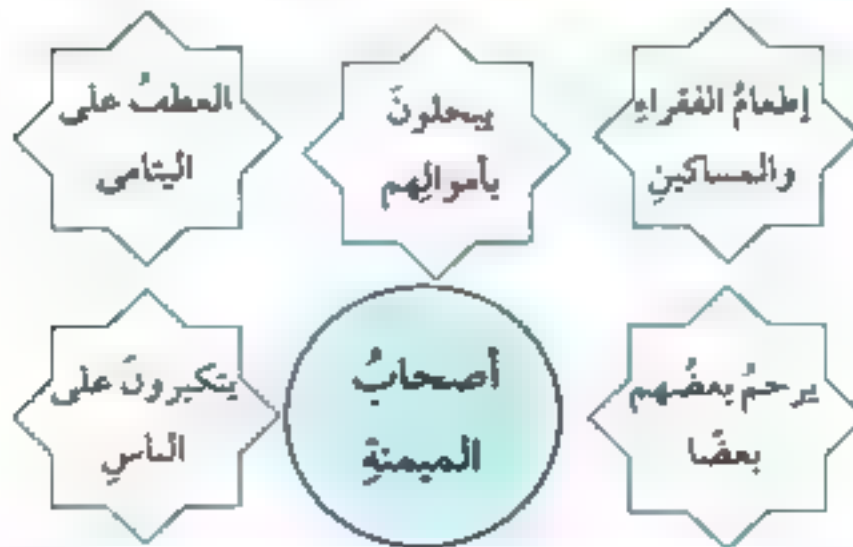 إطعامُ الفقراءِ
والمساكينِ
يبخلونَ
بأموالِهم
العطفُ على
اليتامى
يرحمُ بعضُهم
بعضًا
أصحابُ
الميمنةِ
يتكبرونَ على
الناسِ